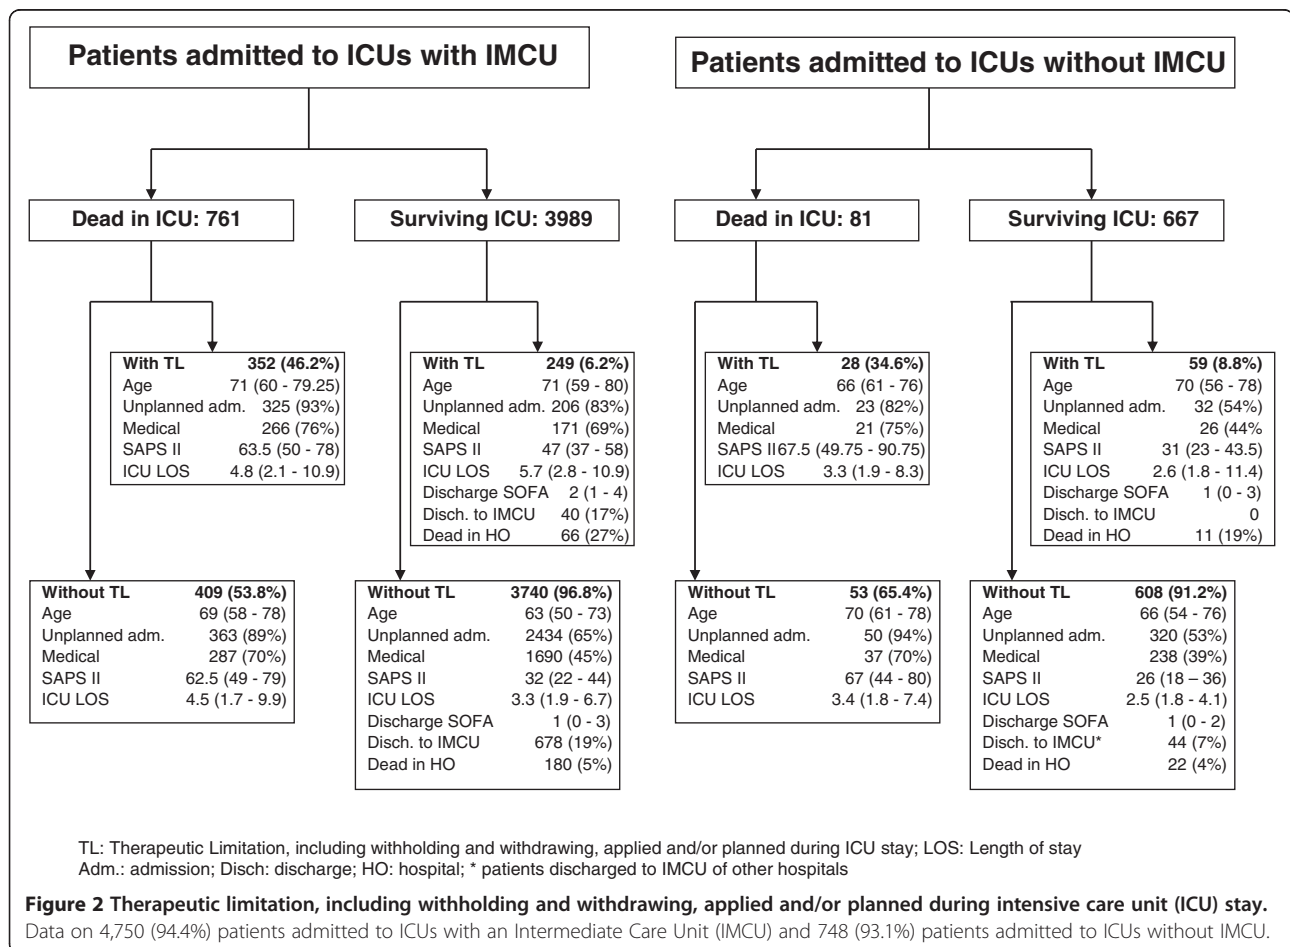 Patients admitted to ICUs with IMCU
Patients admitted to ICUs without IMCU
Dead in ICU: 761
Surviving ICU: 3989
Dead in ICU: 81
Surviving ICU: 667
With TL 352 (46.2%)
Age 71 (60 - 79.25)
Unplanned adm. 325 (93%)
Medical 266 (76%)
SAPS II 63.5 (50 - 78)
ICU LOS 4.8 (2.1 - 10.9)
With TL 249 (6.2%)
Age 71 (59 - 80)
Unplanned adm. 206 (83%)
Medical 171 (69%)
SAPS II 47 (37 - 58)
ICU LOS 5.7 (2.8 - 10.9)
Discharge SOFA 2 (1 - 4)
Disch. to IMCU 40 (17%)
Dead in HO 66 (27%)
With TL 28 (34.6%)
Age 66 (61 - 76)
Unplanned adm. 23 (82%)
Medical 21 (75%)
SAPS II 67.5 (49.75 - 90.75)
ICU LOS 3.3 (1.9 - 8.3)
With TL 59 (8.8%)
Age 70 (56 - 78)
Unplanned adm. 32 (54%)
Medical 26 (44%
SAPS II 31 (23 - 43.5)
ICU LOS 2.6 (1.8 - 11.4)
Discharge SOFA 1 (0 - 3)
Disch. to IMCU 0
Dead in HO 11 (19%)
Without TL 409 (53.8%)
Age 69 (58 - 78)
Unplanned adm. 363 (89%)
Medical 287 (70%)
SAPS II 62.5 (49 - 79)
ICU LOS 4.5 (1.7 - 9.9)
Without TL 3740 (96.8%)
Age 63 (50 - 73)
Unplanned adm 2434 (65%)
Medical 1690 (45%)
SAPS II 32 (22 - 44)
ICU LOS 3.3 (1.9 - 6.7)
Discharge SOFA 1 (0 - 3)
Disch. to IMCU 678 (19%)
Dead in HO 180 (5%)
Without TL 53 (65.4%)
Age 70 (61 - 78)
Unplanned adm. 50 (94%)
Medical 37 (70%)
SAPS II 67 (44 - 80)
ICU LOS 3.4 (1.8 - 7.4)
Without TL 608 (91.2%)
Age 66 (54 - 76)
Unplanned adm. 320 (53%)
Medical 238 (39%)
SAPS II 26 (18 – 36)
ICU LOS 2.5 (1.8 - 4.1)
Discharge SOFA 1 (0 - 2)
Disch. to IMCU* 44 (7%)
Dead in HO 22 (4%)
TL: Therapeutic Limitation, including withholding and withdrawing, applied and/or planned during ICU stay; LOS: Length of stay
Adm.: admission; Disch: discharge; HO: hospital; * patients discharged to IMCU of other hospitals
Figure 2 Therapeutic limitation, including withholding and withdrawing, applied and/or planned during intensive care unit (ICU) stay.
Data on 4,750 (94.4%) patients admitted to ICUs with an Intermediate Care Unit (IMCU) and 748 (93.1%) patients admitted to ICUs without IMCU.